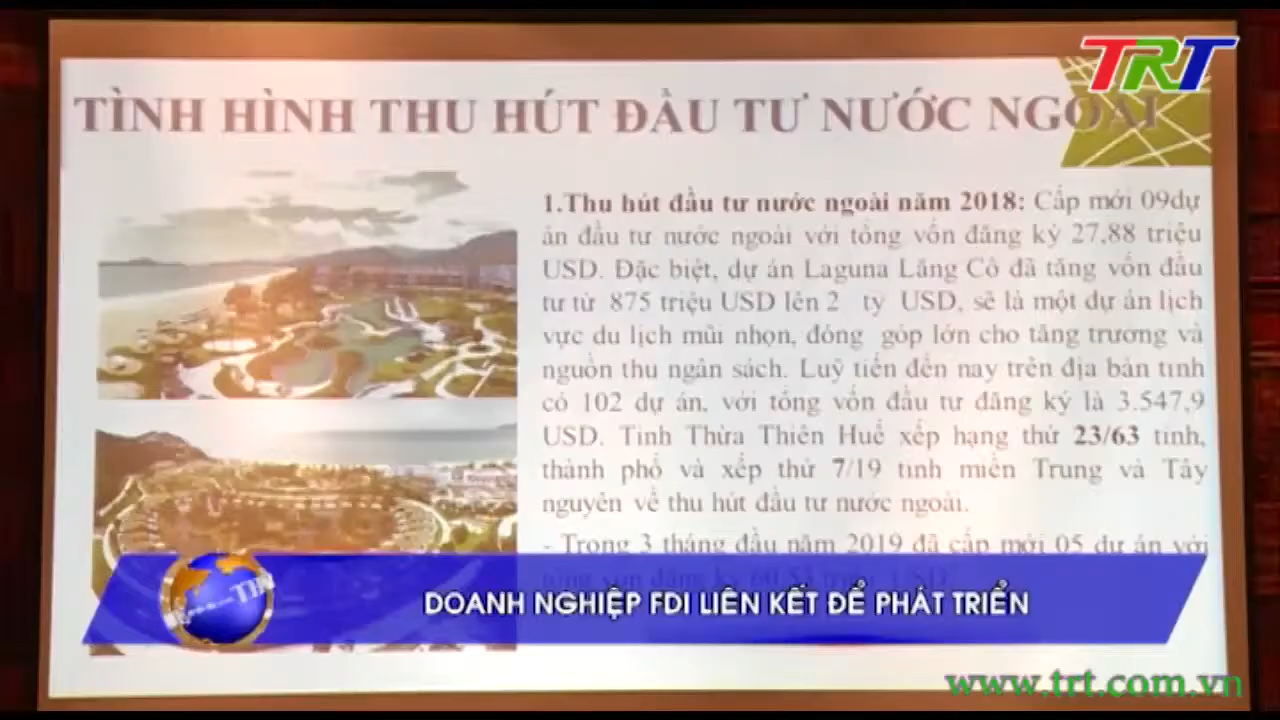 TRT
TÌNH HÌNH THU HÚT ĐẦU TƯ NƯỚC NGOÀI
1.Thu hút đầu tư nước ngoài năm 2018: Cấp mới 09dự
án đầu tư nước ngoài với tổng vốn đăng ký 27,88 triệu
USD. Đặc biệt, dự án Laguna Lăng Cô đã tăng vốn đầu
tư từ 875 triệu USD lên 2 tỷ USD, sẽ là một dự án lịch
vực du lịch mũi nhọn, đóng góp lớn cho tăng trương và
nguồn thu ngân sách. Luỹ tiến đến nay trên địa bàn tỉnh
có 102 dự án, với tổng vốn đầu tư đăng ký là 3.547,9
USD. Tỉnh Thừa Thiên Huế xếp hạng thứ 23/63 tỉnh,
thành phố và xếp thứ 7/19 tỉnh miền Trung và Tây
nguyên về thu hút đầu tư nước ngoài.
- Trong 3 tháng đầu năm 2019 đã cấp mới 05 dự án với
DOANH NGHIỆP FDI LIÊN KẾT ĐỂ PHÁT TRIỂN
www.trt.com.vn